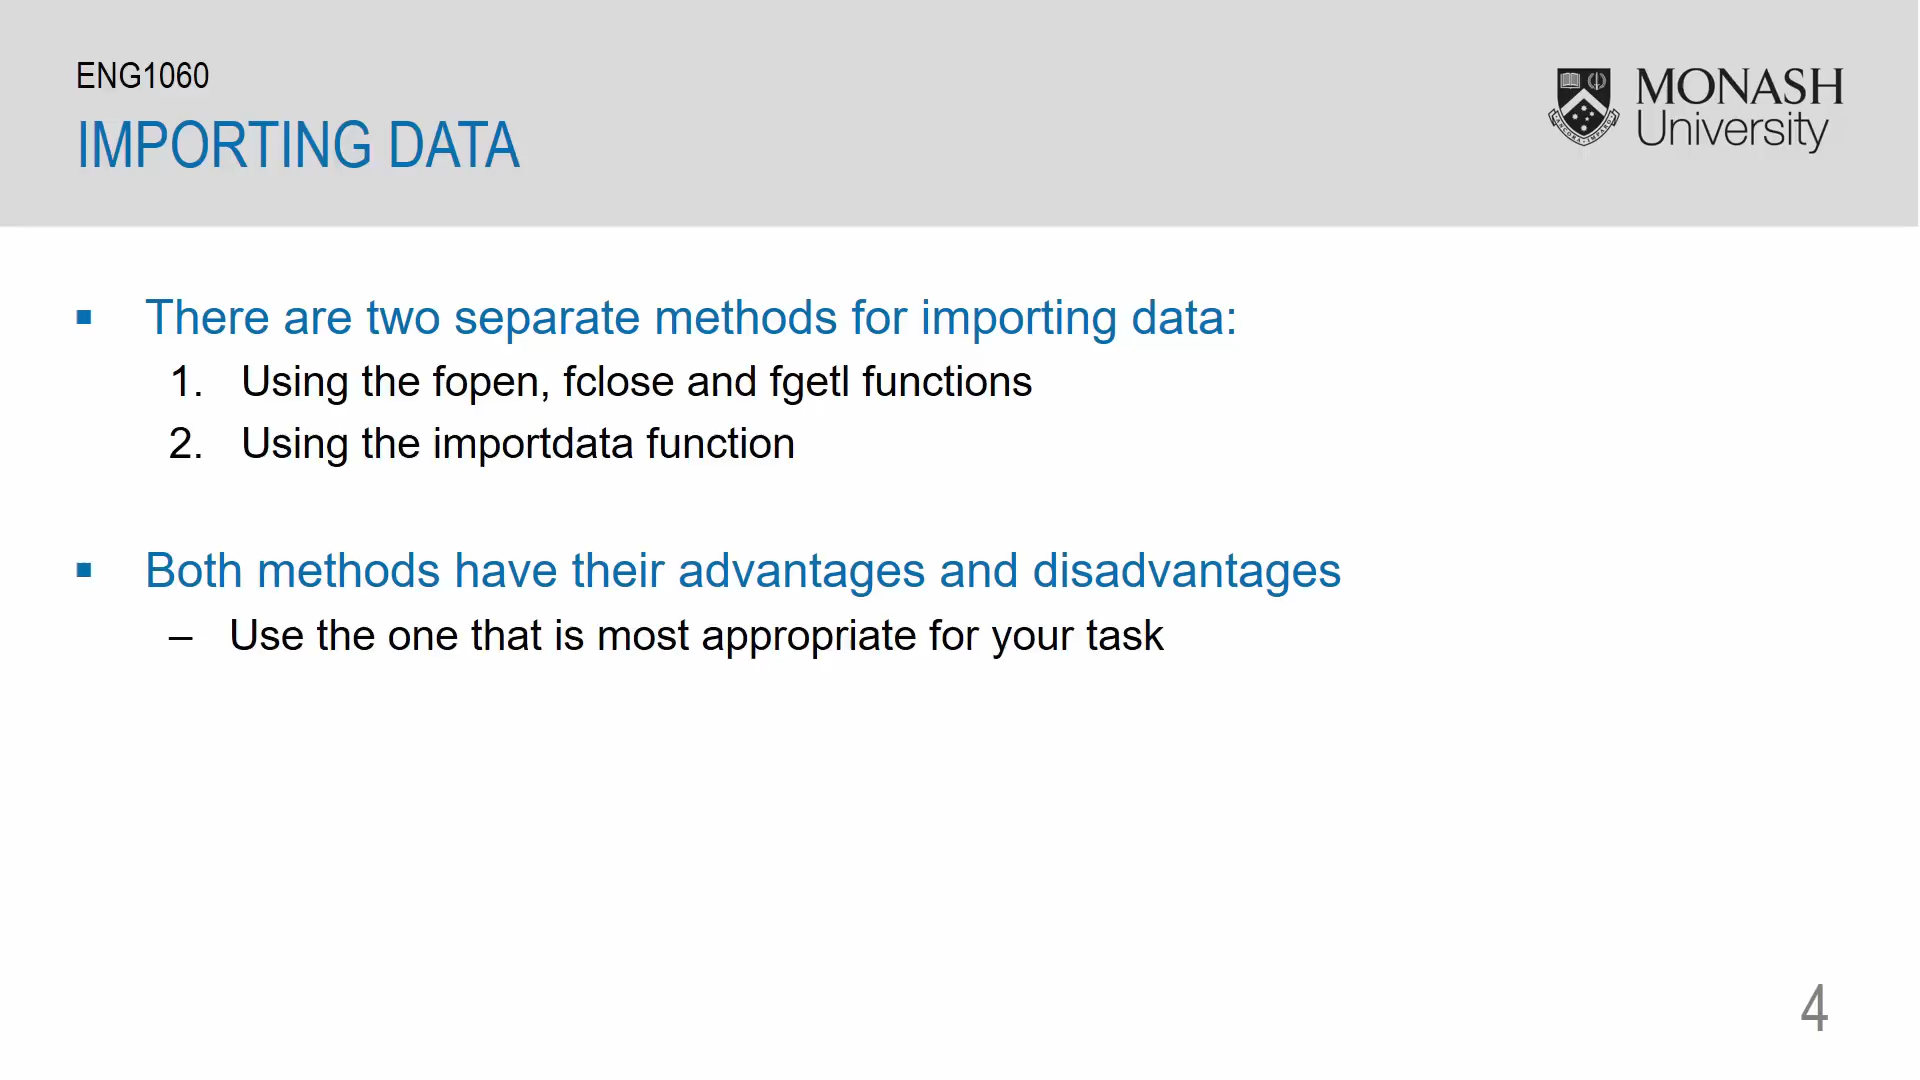 ENG1060
IMPORTING DATA
MONASH
University
▪ There are two separate methods for importing data:
1. Using the fopen, fclose and fgetl functions
2. Using the importdata function
▪ Both methods have their advantages and disadvantages
– Use the one that is most appropriate for your task
4